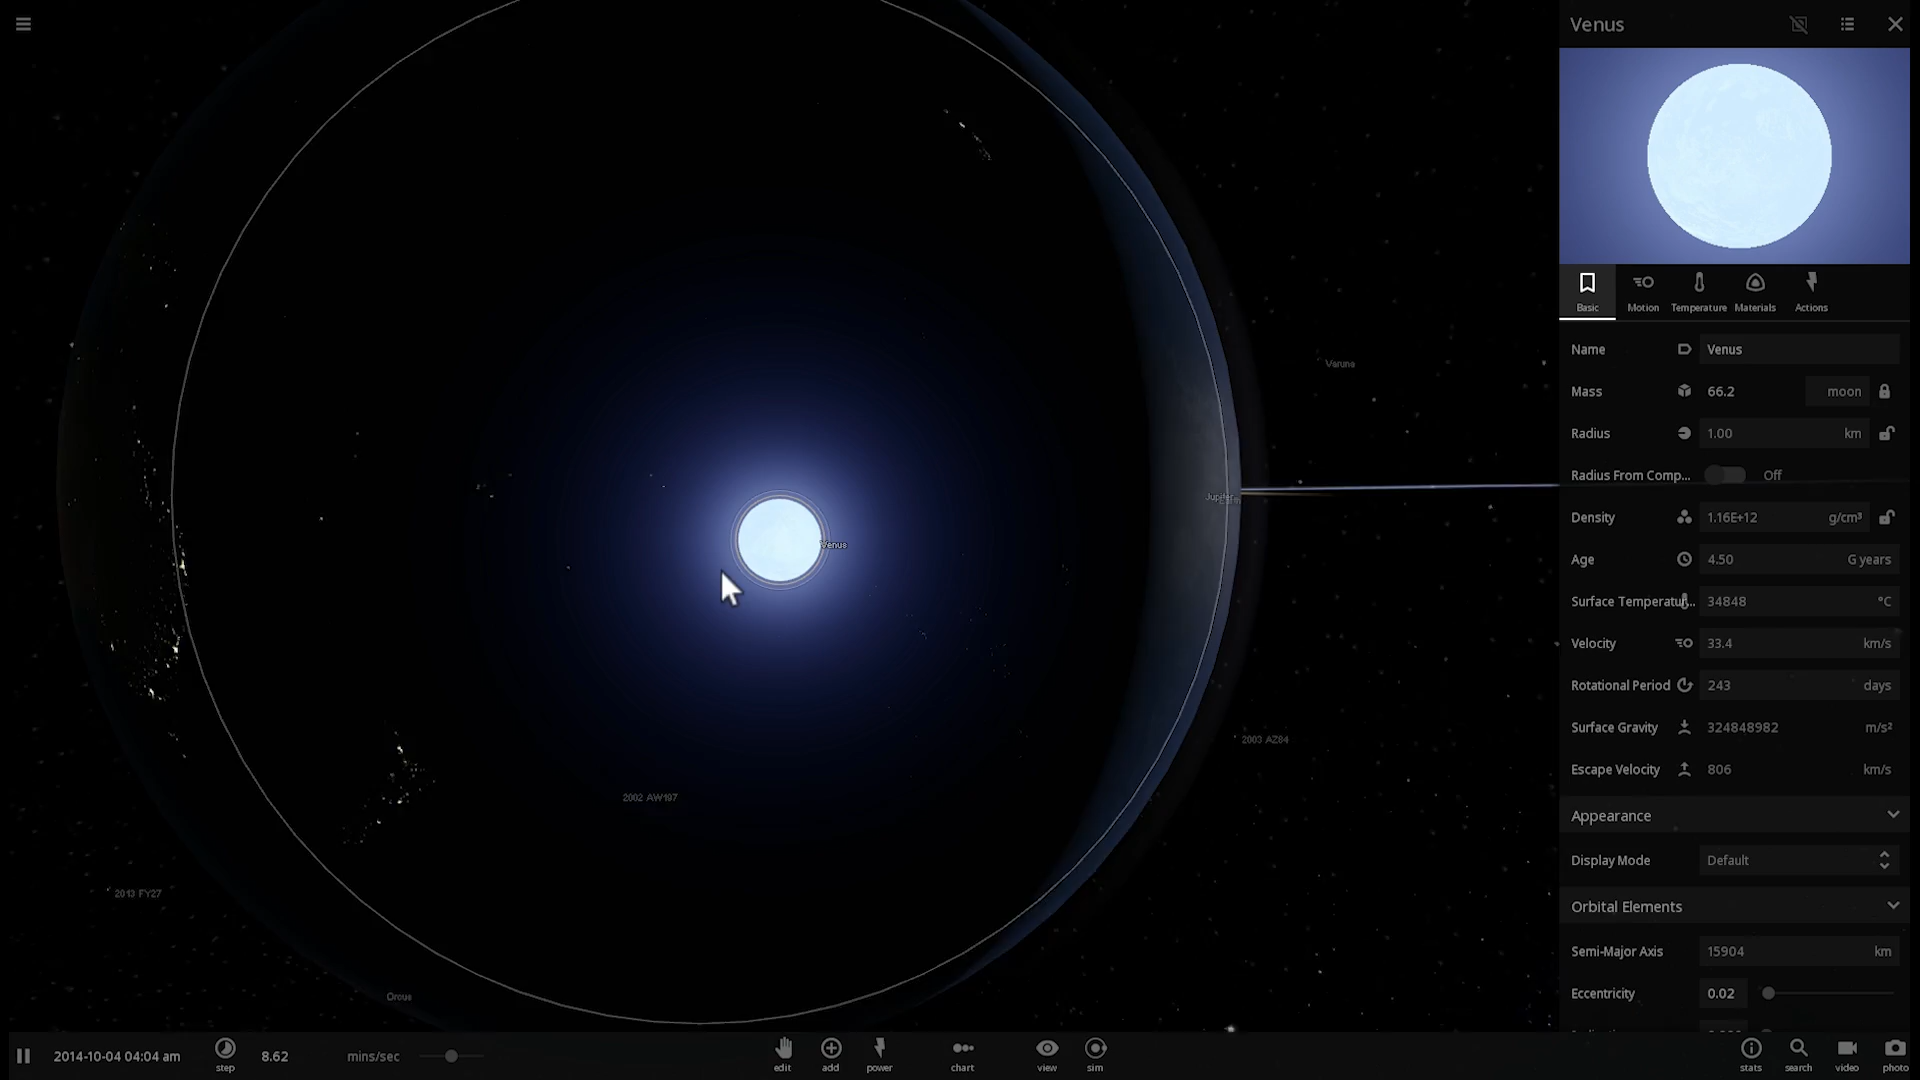 Venus
Basic
Motion
Temperature
Materials
Actions
Name Venus
Mass 66.2 moon
Radius 1.00 km
Radius From Comp... Off
Density 1.16E+12 g/cm³
Age 4.50 G years
Surface Temperatur... 34848 °C
Velocity 33.4 km/s
Rotational Period 243 days
Surface Gravity 324848982 m/s²
Escape Velocity 806 km/s
Appearance
Display Mode Default
Orbital Elements
Semi-Major Axis 15904 km
Eccentricity 0.02
Varuna
Jupiter
Venus
2003 AZ84
2002 AW197
2013 FY27
Orcus
2014-10-04 04:04 am
step
8.62 mins/sec
edit
add
power
chart
view
sim
stats
search
video
photo